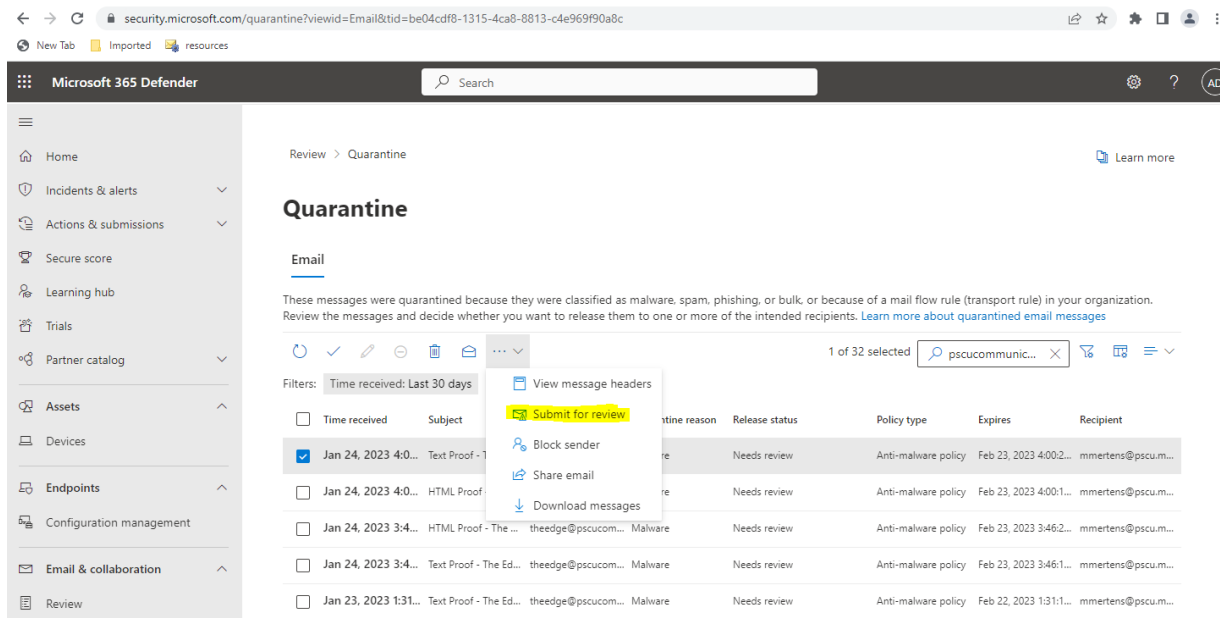 security.microsoft.com/quarantine?viewid=Email&tid=be04cdf8-1315-4ca8-8813-c4e969f90a8c
New Tab Imported resources
Microsoft 365 Defender Search AD
Home
Incidents & alerts
Actions & submissions
Secure score
Learning hub
Trials
Partner catalog
Assets
Devices
Endpoints
Configuration management
Email & collaboration
Review
Review > Quarantine Learn more
Quarantine
Email
These messages were quarantined because they were classified as malware, spam, phishing, or bulk, or because of a mail flow rule (transport rule) in your organization.
Review the messages and decide whether you want to release them to one or more of the intended recipients. Learn more about quarantined email messages
1 of 32 selected pscucommunic...
Filters: Time received: Last 30 days
View message headers
Submit for review
Block sender
Share email
Download messages
Time received Subject ntine reason Release status Policy type Expires Recipient
Jan 24, 2023 4:0... Text Proof - T re Needs review Anti-malware policy Feb 23, 2023 4:00:2... mmertens@pscu.m...
Jan 24, 2023 4:0... HTML Proof - re Needs review Anti-malware policy Feb 23, 2023 4:00:1... mmertens@pscu.m...
Jan 24, 2023 3:4... HTML Proof - The ... theedge@pscucom... Malware Needs review Anti-malware policy Feb 23, 2023 3:46:2... mmertens@pscu.m...
Jan 24, 2023 3:4... Text Proof - The Ed... theedge@pscucom... Malware Needs review Anti-malware policy Feb 23, 2023 3:46:1... mmertens@pscu.m...
Jan 23, 2023 1:31... Text Proof - The Ed... theedge@pscucom... Malware Needs review Anti-malware policy Feb 22, 2023 1:31:1... mmertens@pscu.m...